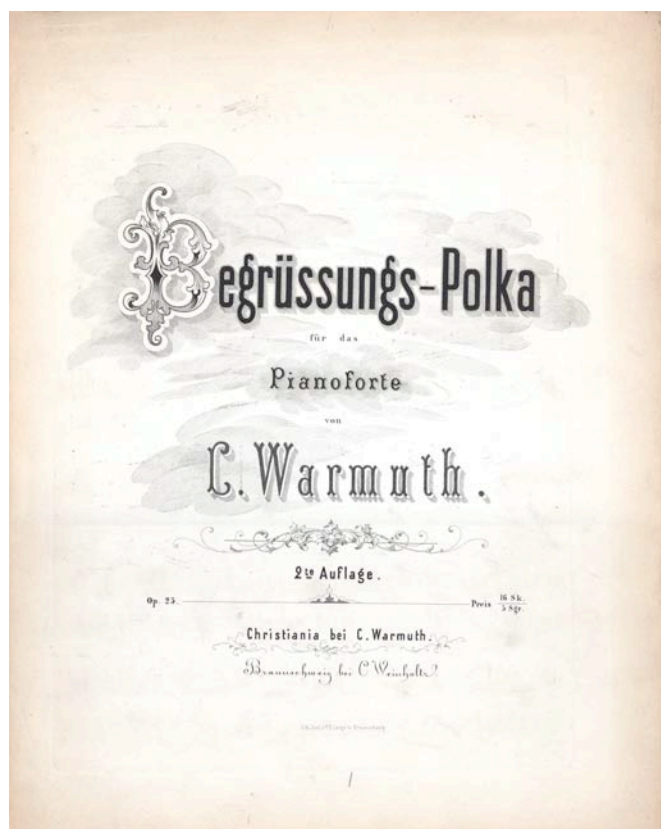 Begrüssungs-Polka
für das
Pianoforte
von
C. Warmuth.
2te Auflage.
Op. 25. Preis 16 Sk. 5 Sgr.
Christiania bei C. Warmuth.
Braunschweig bei C Weinholtz.